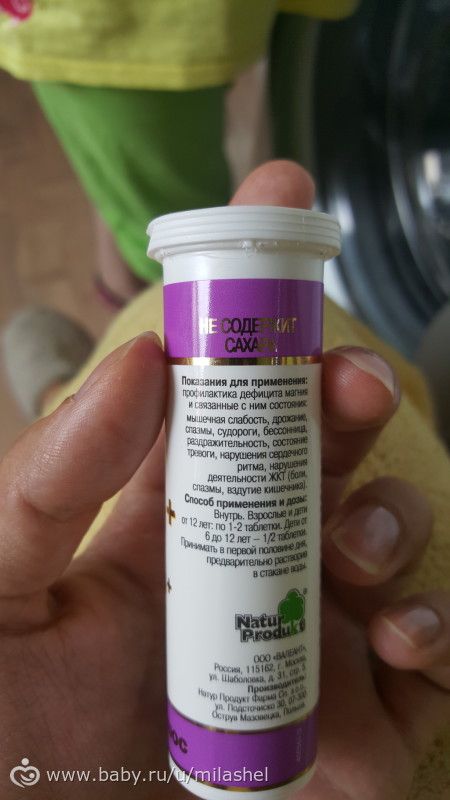 НЕ СОДЕРЖИТ
САХАРА
Показания для применения:
профилактика дефицита магния
и связанные с ним состояния:
мышечная слабость, дрожание,
спазмы, судороги, бессонница,
раздражительность, состояние
тревоги, нарушения сердечного
ритма, нарушения
деятельности ЖКТ (боли,
спазмы, вздутие кишечника).
Способ применения и дозы:
Внутрь. Взрослые и дети
от 12 лет: по 1-2 таблетки. Дети от
6 до 12 лет – 1/2 таблетки.
Принимать в первой половине дня,
предварительно растворив
в стакане воды.
Natur
Produkt
ООО «ВАЛЕАНТ»,
Россия, 115162, г. Москва,
ул. Шаболовка, д. 31, стр. 5.
Производитель:
Натур Продукт Фарма Сп. з о.о.,
ул. Подсточиско 30, 07-300
Острув Мазовецка, Польша.
www.baby.ru/u/milashel